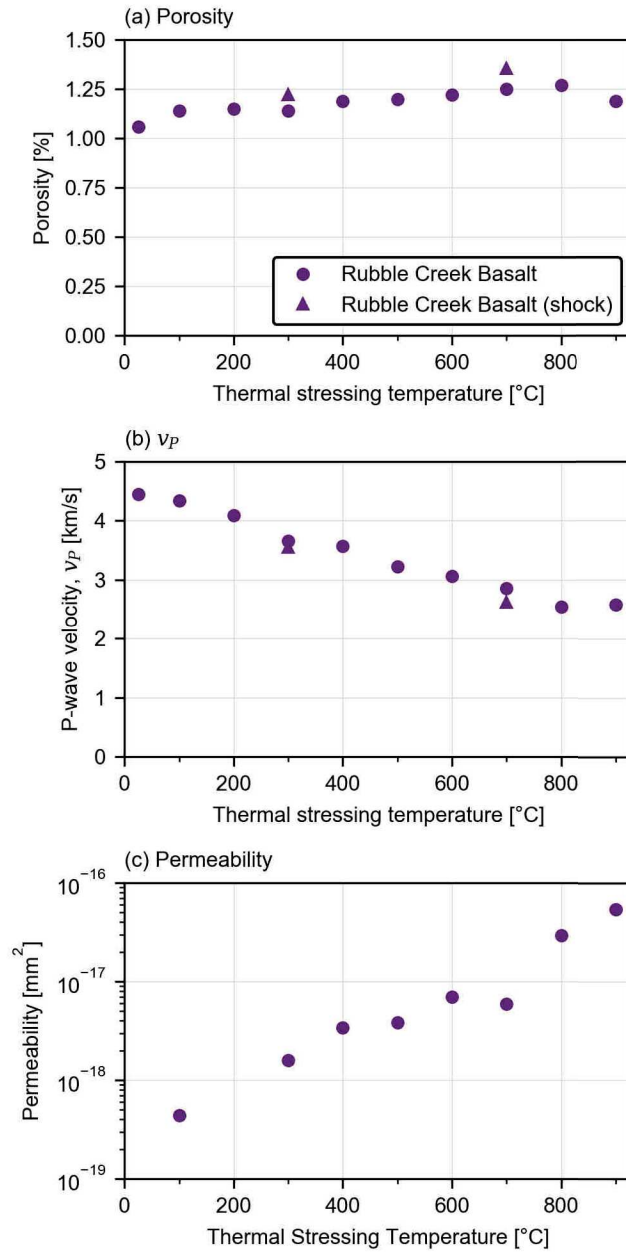 (a) Porosity
1.50
1.25
1.00
0.75
0.50
0.25
0.00
Porosity [%]
Rubble Creek Basalt
Rubble Creek Basalt (shock)
0 200 400 600 800
Thermal stressing temperature [°C]
(b) v_P
5
4
3
2
1
0
P-wave velocity, v_P [km/s]
0 200 400 600 800
Thermal stressing temperature [°C]
(c) Permeability
10⁻¹⁶
10⁻¹⁷
10⁻¹⁸
10⁻¹⁹
Permeability [mm²]
0 200 400 600 800
Thermal Stressing Temperature [°C]